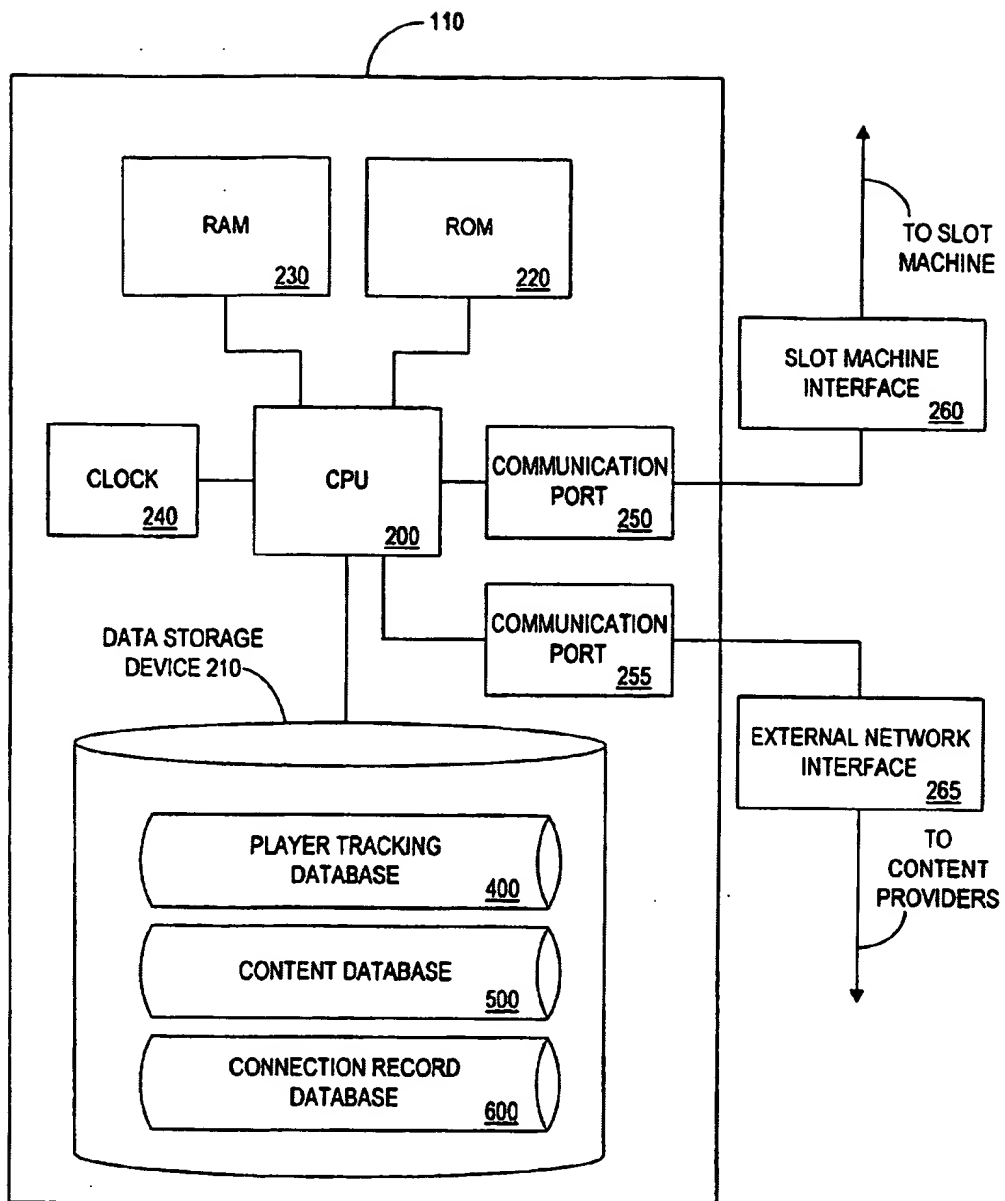 110
RAM
230
ROM
220
TO SLOT
MACHINE
SLOT MACHINE
INTERFACE
260
CLOCK
240
CPU
200
COMMUNICATION
PORT
250
COMMUNICATION
PORT
255
DATA STORAGE
DEVICE 210
EXTERNAL NETWORK
INTERFACE
265
PLAYER TRACKING
DATABASE
400
TO
CONTENT
PROVIDERS
CONTENT DATABASE
500
CONNECTION RECORD
DATABASE
600